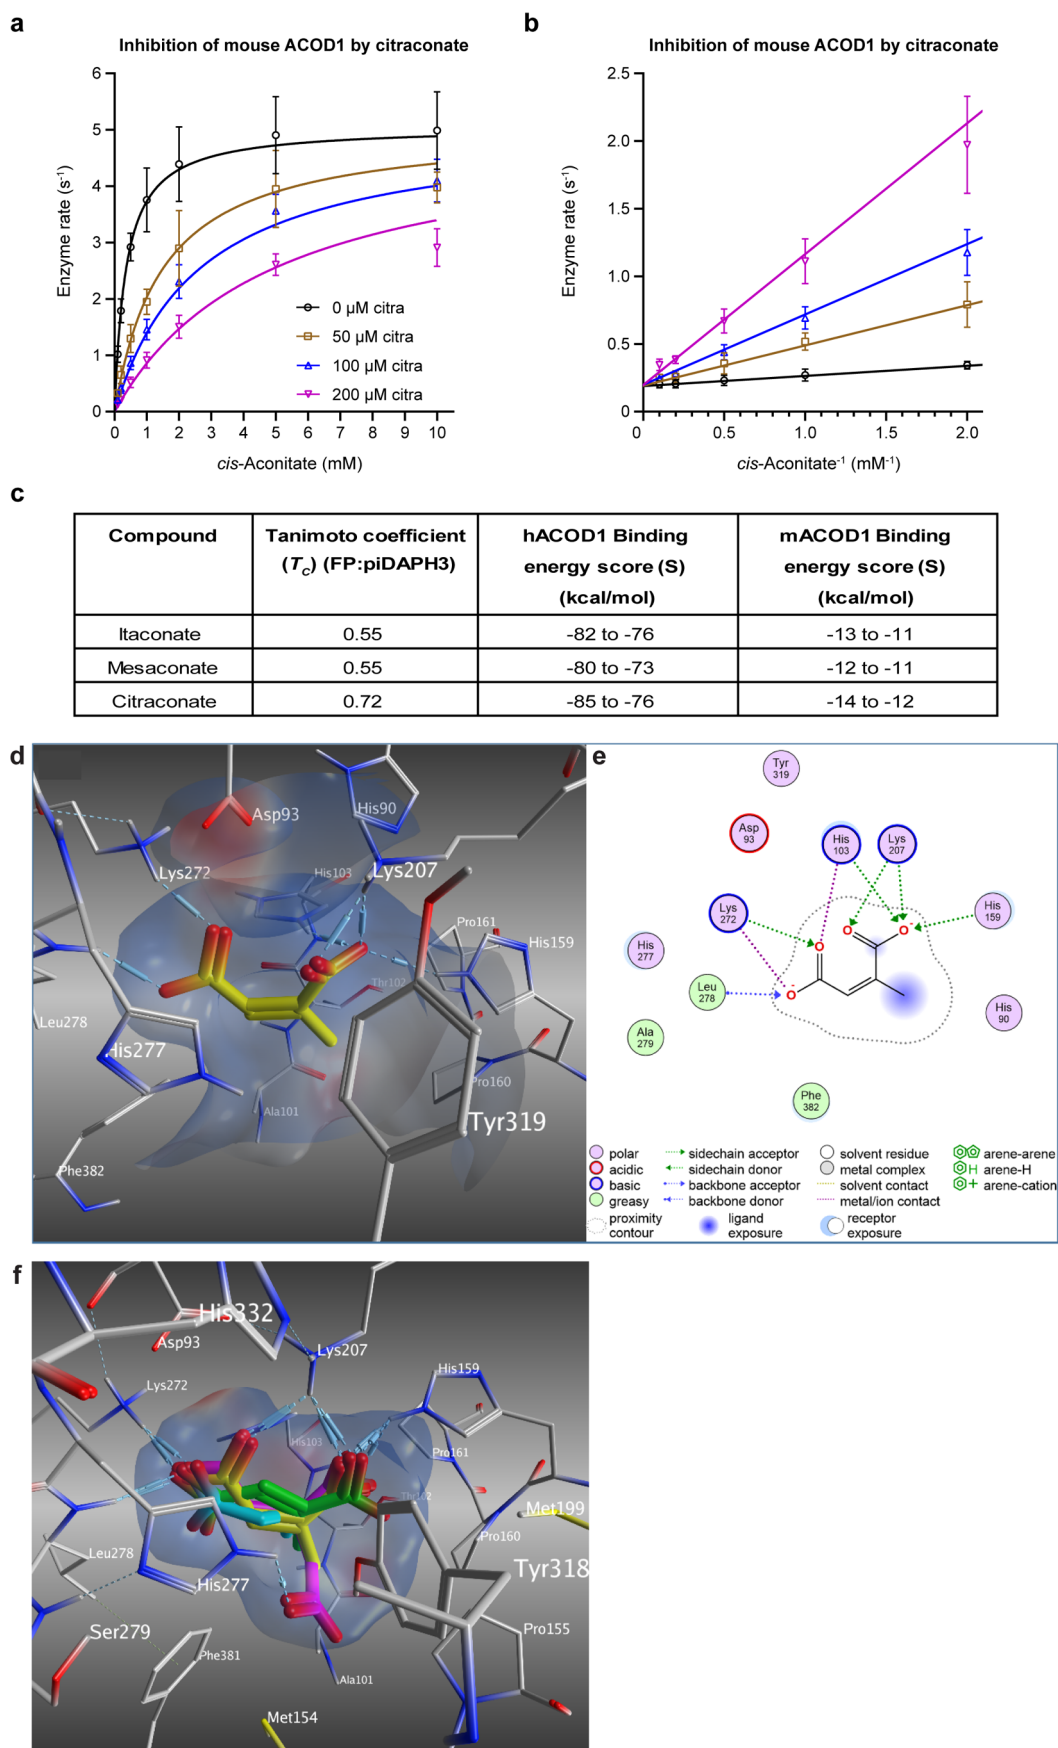 a
Inhibition of mouse ACOD1 by citraconate
Enzyme rate (s-1)
6
5
4
3
2
1
0
0 1 2 3 4 5 6 7 8 9 10
cis-Aconitate (mM)
0 µM citra
50 µM citra
100 µM citra
200 µM citra
b
Inhibition of mouse ACOD1 by citraconate
Enzyme rate (s-1)
2.5
2.0
1.5
1.0
0.5
0
0 0.5 1.0 1.5 2.0
cis-Aconitate-1 (mM-1)
c
Compound Tanimoto coefficient (Tc) (FP:piDAPH3) hACOD1 Binding energy score (S) (kcal/mol) mACOD1 Binding energy score (S) (kcal/mol)
Itaconate 0.55 -82 to -76 -13 to -11
Mesaconate 0.55 -80 to -73 -12 to -11
Citraconate 0.72 -85 to -76 -14 to -12
d
Asp93
His90
Lys272
His103
Lys207
Pro161
His159
Thr102
Leu278
His277
Pro160
Ala101
Tyr319
Phe382
e
Tyr
319
Asp
93
His
103
Lys
207
Lys
272
His
159
His
277
Leu
278
His
90
Ala
279
Phe
382
O O O O
polar
acidic
basic
greasy
proximity
contour
sidechain acceptor
sidechain donor
backbone acceptor
backbone donor
ligand
exposure
solvent residue
metal complex
solvent contact
metal/ion contact
receptor
exposure
arene-arene
H arene-H
+ arene-cation
f
His332
Asp93
Lys207
His159
Lys272
His103
Pro161
Thr102
Met199
Pro160
Leu278
His277
Tyr318
Ser279
Phe381
Pro155
Ala101
Met154